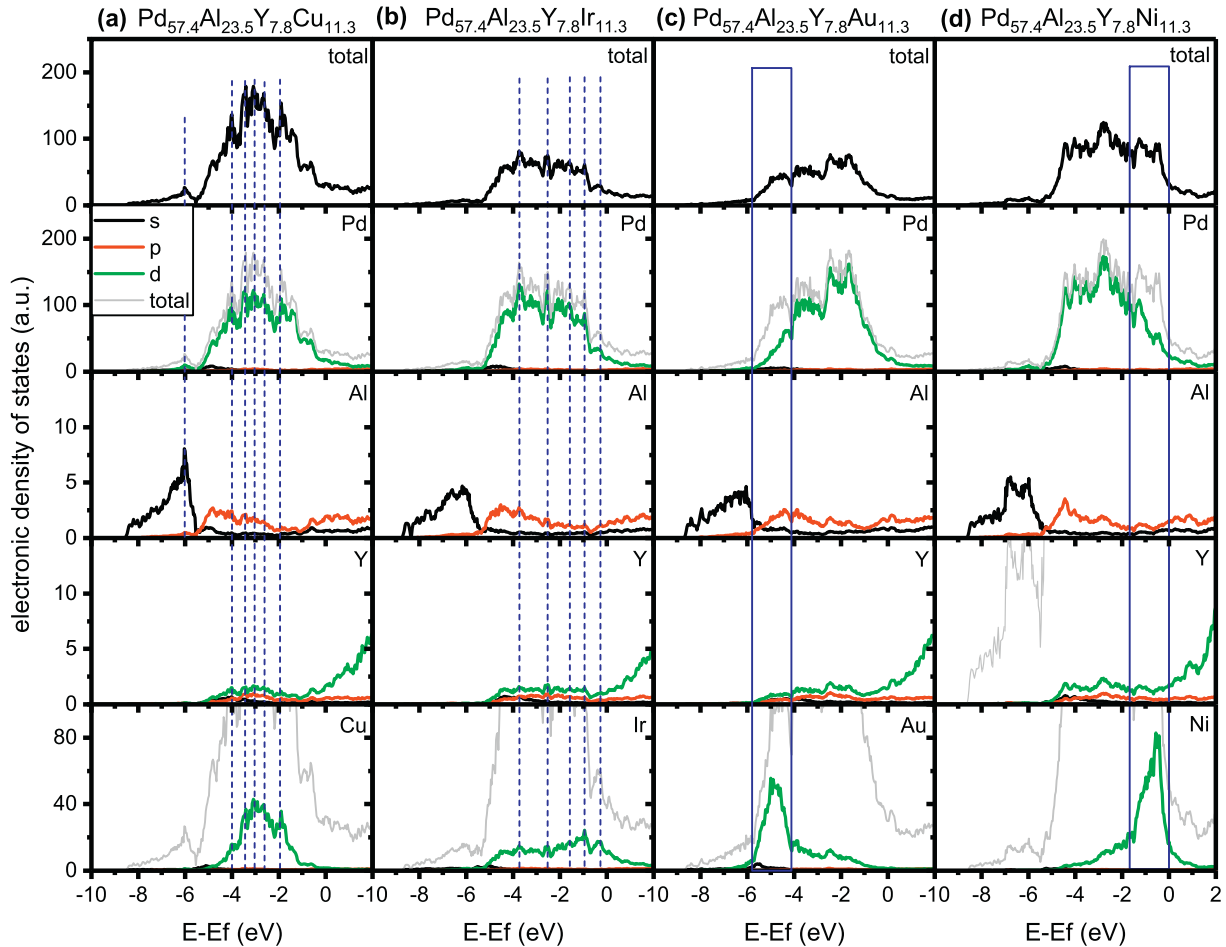 (a) Pd57.4Al23.5Y7.8Cu11.3
(b) Pd57.4Al23.5Y7.8Ir11.3
(c) Pd57.4Al23.5Y7.8Au11.3
(d) Pd57.4Al23.5Y7.8Ni11.3
total
total
total
total
200
100
0
s
p
d
total
Pd
Pd
Pd
Pd
200
100
0
Al
Al
Al
Al
10
5
0
Y
Y
Y
Y
10
5
0
Cu
Ir
Au
Ni
80
40
0
electronic density of states (a.u.)
-10 -8 -6 -4 -2 0 -10 -8 -6 -4 -2 0 -10 -8 -6 -4 -2 0 -10 -8 -6 -4 -2 0 2
E-Ef (eV)
E-Ef (eV)
E-Ef (eV)
E-Ef (eV)